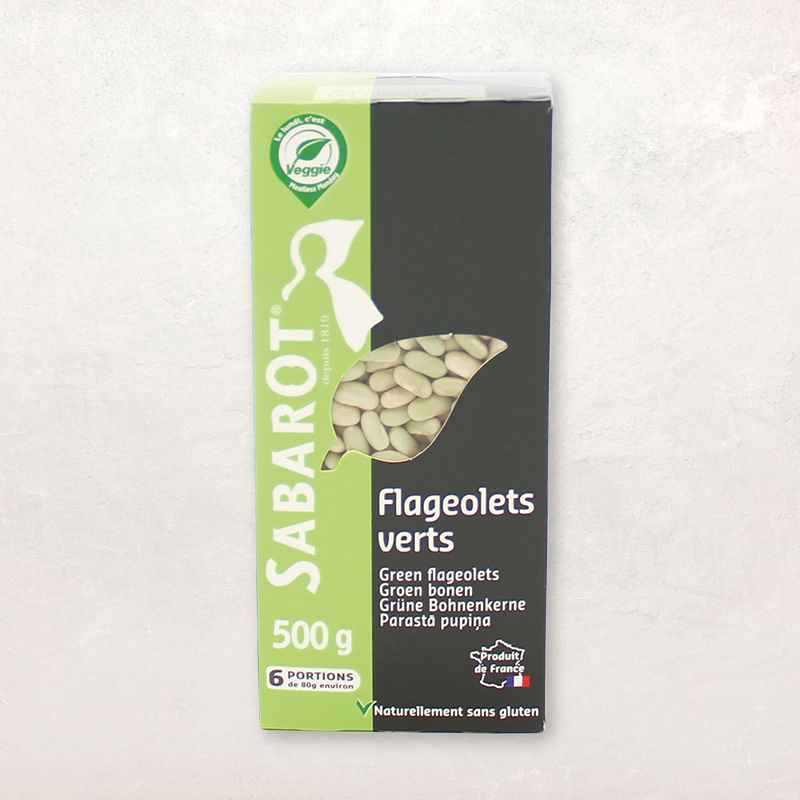 Le lundi, c'est
Veggie
Meatless Monday
SABAROT®
depuis 1819
Flageolets
verts
Green flageolets
Groen bonen
Grüne Bohnenkerne
Parastā pupiņa
500 g
6 PORTIONS
de 80g environ
Produit
de France
Naturellement sans gluten